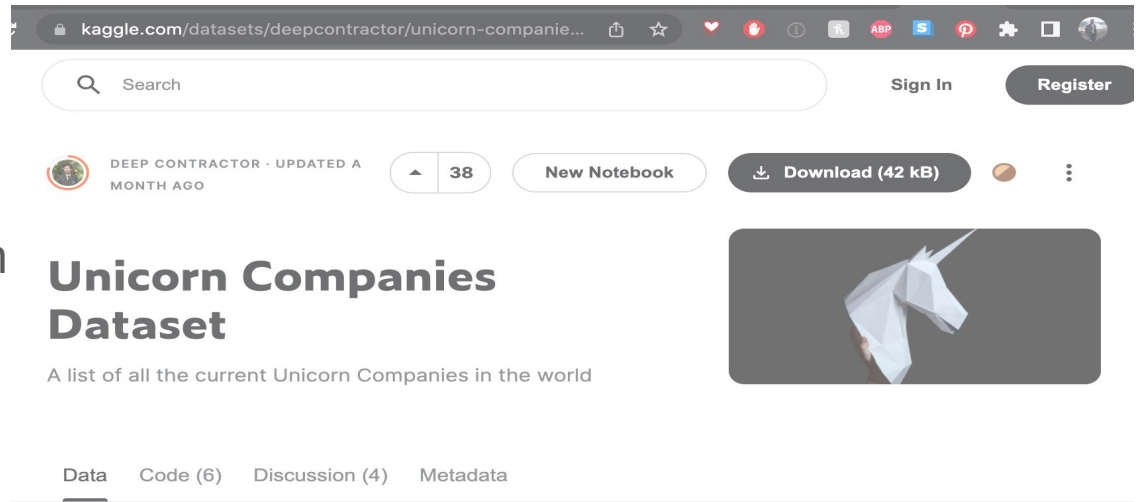 kaggle.com/datasets/deepcontractor/unicorn-companie...
ABP
S
Search
Sign In
Register
DEEP CONTRACTOR · UPDATED A
MONTH AGO
38
New Notebook
Download (42 kB)
n
Unicorn Companies
Dataset
A list of all the current Unicorn Companies in the world
Data Code (6) Discussion (4) Metadata